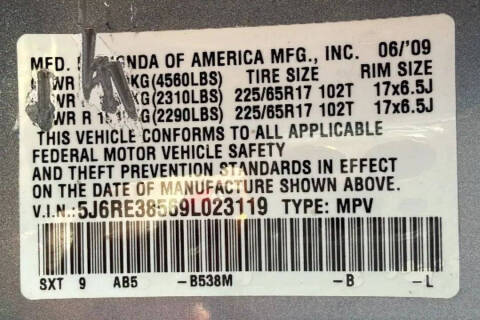 MFD. HONDA OF AMERICA MFG., INC. 06/'09
WR KG(4560LBS) TIRE SIZE RIM SIZE
WR KG(2310LBS) 225/65R17 102T 17x6.5J
WR R KG(2290LBS) 225/65R17 102T 17x6.5J
THIS VEHICLE CONFORMS TO ALL APPLICABLE
FEDERAL MOTOR VEHICLE SAFETY
AND THEFT PREVENTION STANDARDS IN EFFECT
ON THE DATE OF MANUFACTURE SHOWN ABOVE.
V.I.N.:5J6RE38569L023119 TYPE: MPV
SXT 9 AB5 -B538M -B -L